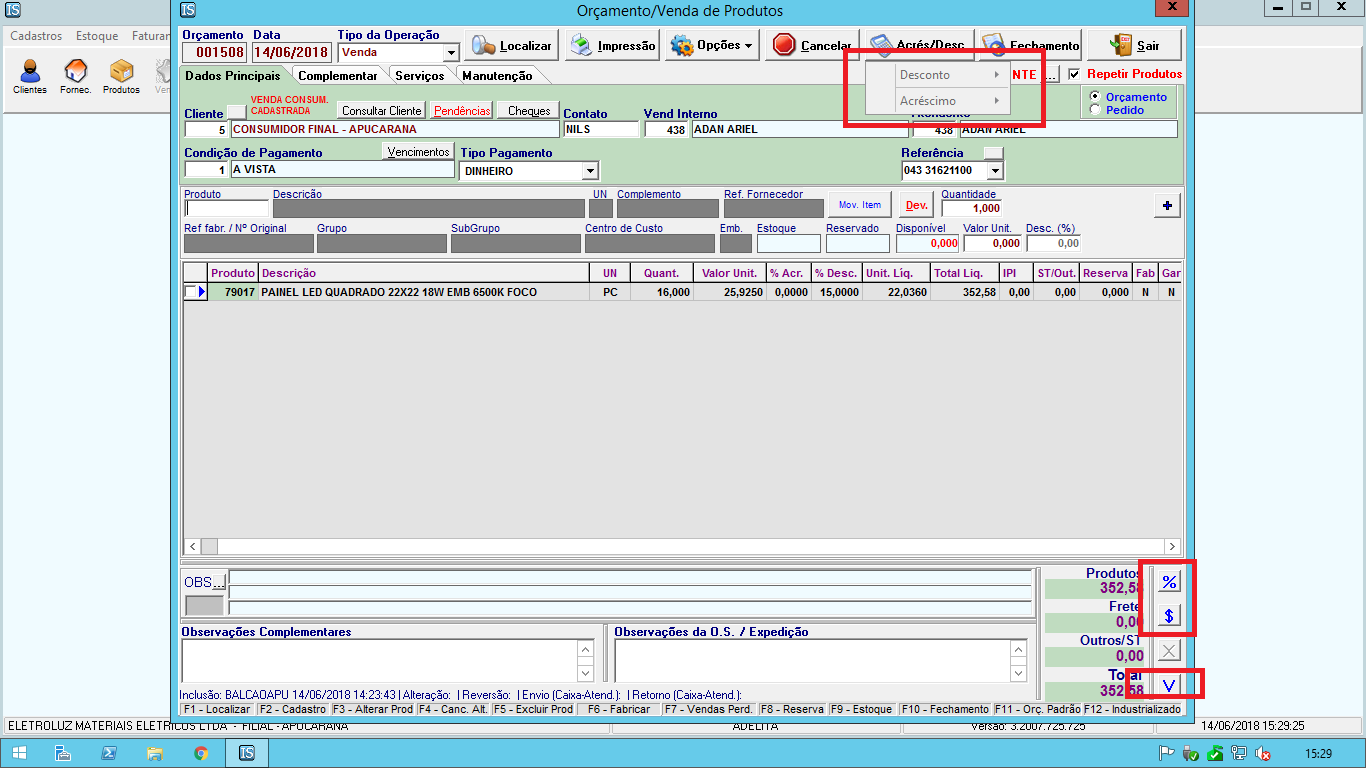 Orçamento/Venda de Produtos
Cadastros Estoque Faturar
Clientes Fornec. Produtos
Orçamento Data Tipo da Operação
001508 14/06/2018 Venda
Localizar Impressão Opções Cancelar Acrés/Desc Fechamento Sair
Dados Principais Complementar Serviços Manutenção
Desconto
Acréscimo
NTE ... Repetir Produtos
Orçamento
Pedido
VENDA CONSUM.
CADASTRADA
Cliente Consultar Cliente Pendências Cheques Contato Vend Interno
5 CONSUMIDOR FINAL - APUCARANA NILS 438 ADAN ARIEL 438 ADAN ARIEL
Condição de Pagamento Vencimentos Tipo Pagamento Referência
1 A VISTA DINHEIRO 043 31621100
Produto Descrição UN Complemento Ref. Fornecedor Mov. Item Dev. Quantidade
1,000 +
Ref fabr. / Nº Original Grupo SubGrupo Centro de Custo Emb. Estoque Reservado Disponível Valor Unit. Desc. (%)
0,000 0,000 0,00
Produto Descrição UN Quant. Valor Unit. % Acr. % Desc. Unit. Liq. Total Liq. IPI ST/Out. Reserva Fab Gar
79017 PAINEL LED QUADRADO 22X22 18W EMB 6500K FOCO PC 16,000 25,9250 0,0000 15,0000 22,0360 352,58 0,00 0,00 0,000 N N
OBS...
Produtos
352,58
%
Frete
0,00
$
Outros/ST
0,00
X
Total
352,58
V
Observações Complementares Observações da O.S. / Expedição
Inclusão: BALCAOAPU 14/06/2018 14:23:43 | Alteração: | Reversão: | Envio (Caixa-Atend.): | Retorno (Caixa-Atend.):
F1 - Localizar F2 - Cadastro F3 - Alterar Prod F4 - Canc. Alt. F5 - Excluir Prod F6 - Fabricar F7 - Vendas Perd. F8 - Reserva F9 - Estoque F10 - Fechamento F11 - Orç. Padrão F12 - Industrializado
ELETROLUZ MATERIAIS ELETRICOS LTDA - FILIAL - APUCARANA ADELITA Versão: 3.2007.725.725 14/06/2018 15:29:25
IS 15:29